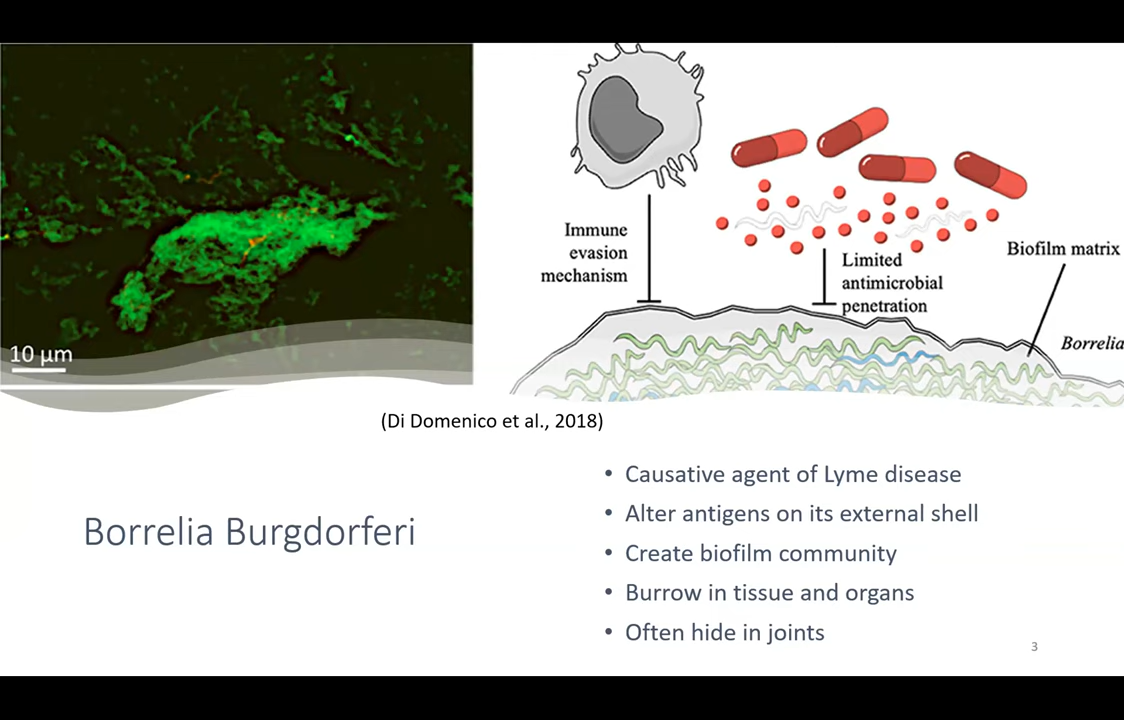 10 µm
Immune
evasion
mechanism
Limited
antimicrobial
penetration
Biofilm matrix
Borrelia
(Di Domenico et al., 2018)
Borrelia Burgdorferi
• Causative agent of Lyme disease
• Alter antigens on its external shell
• Create biofilm community
• Burrow in tissue and organs
• Often hide in joints
3